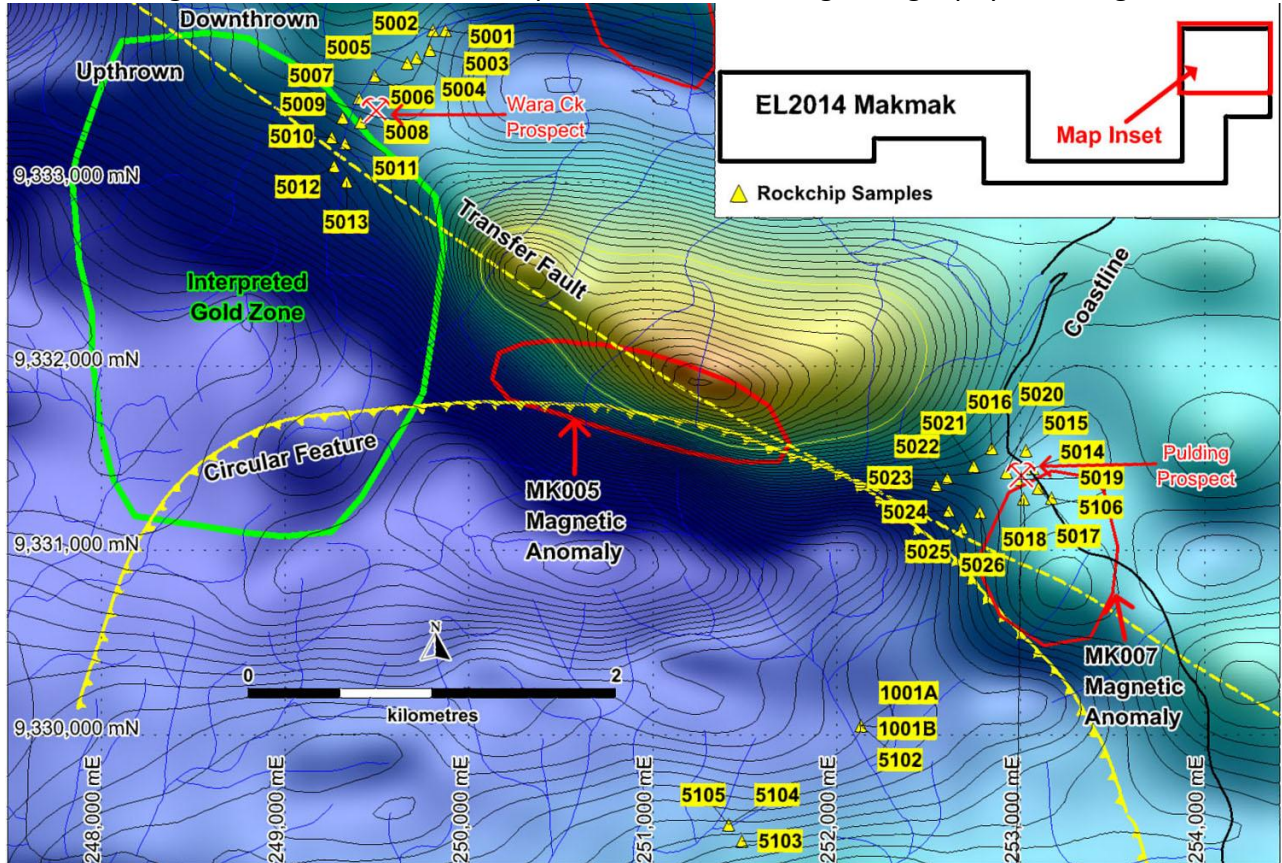 Downthrown
Upthrown
5002
5001
5005
5003
5007
5004
5006
5009
5008
5010
5011
5012
5013
Wara Ck
Prospect
EL2014 Makmak
Map Inset
Rockchip Samples
9,333,000 mN
Transfer Fault
Coastline
Interpreted
Gold Zone
9,332,000 mN
5016
5020
5021
5015
5022
5014
5023
5019
5024
5106
5025
5018
5017
5026
Pulding
Prospect
Circular Feature
MK005
Magnetic
Anomaly
9,331,000 mN
N
0
2
kilometres
MK007
Magnetic
Anomaly
1001A
1001B
5102
9,330,000 mN
5105
5104
5103
248,000 mE
249,000 mE
250,000 mE
251,000 mE
252,000 mE
253,000 mE
254,000 mE